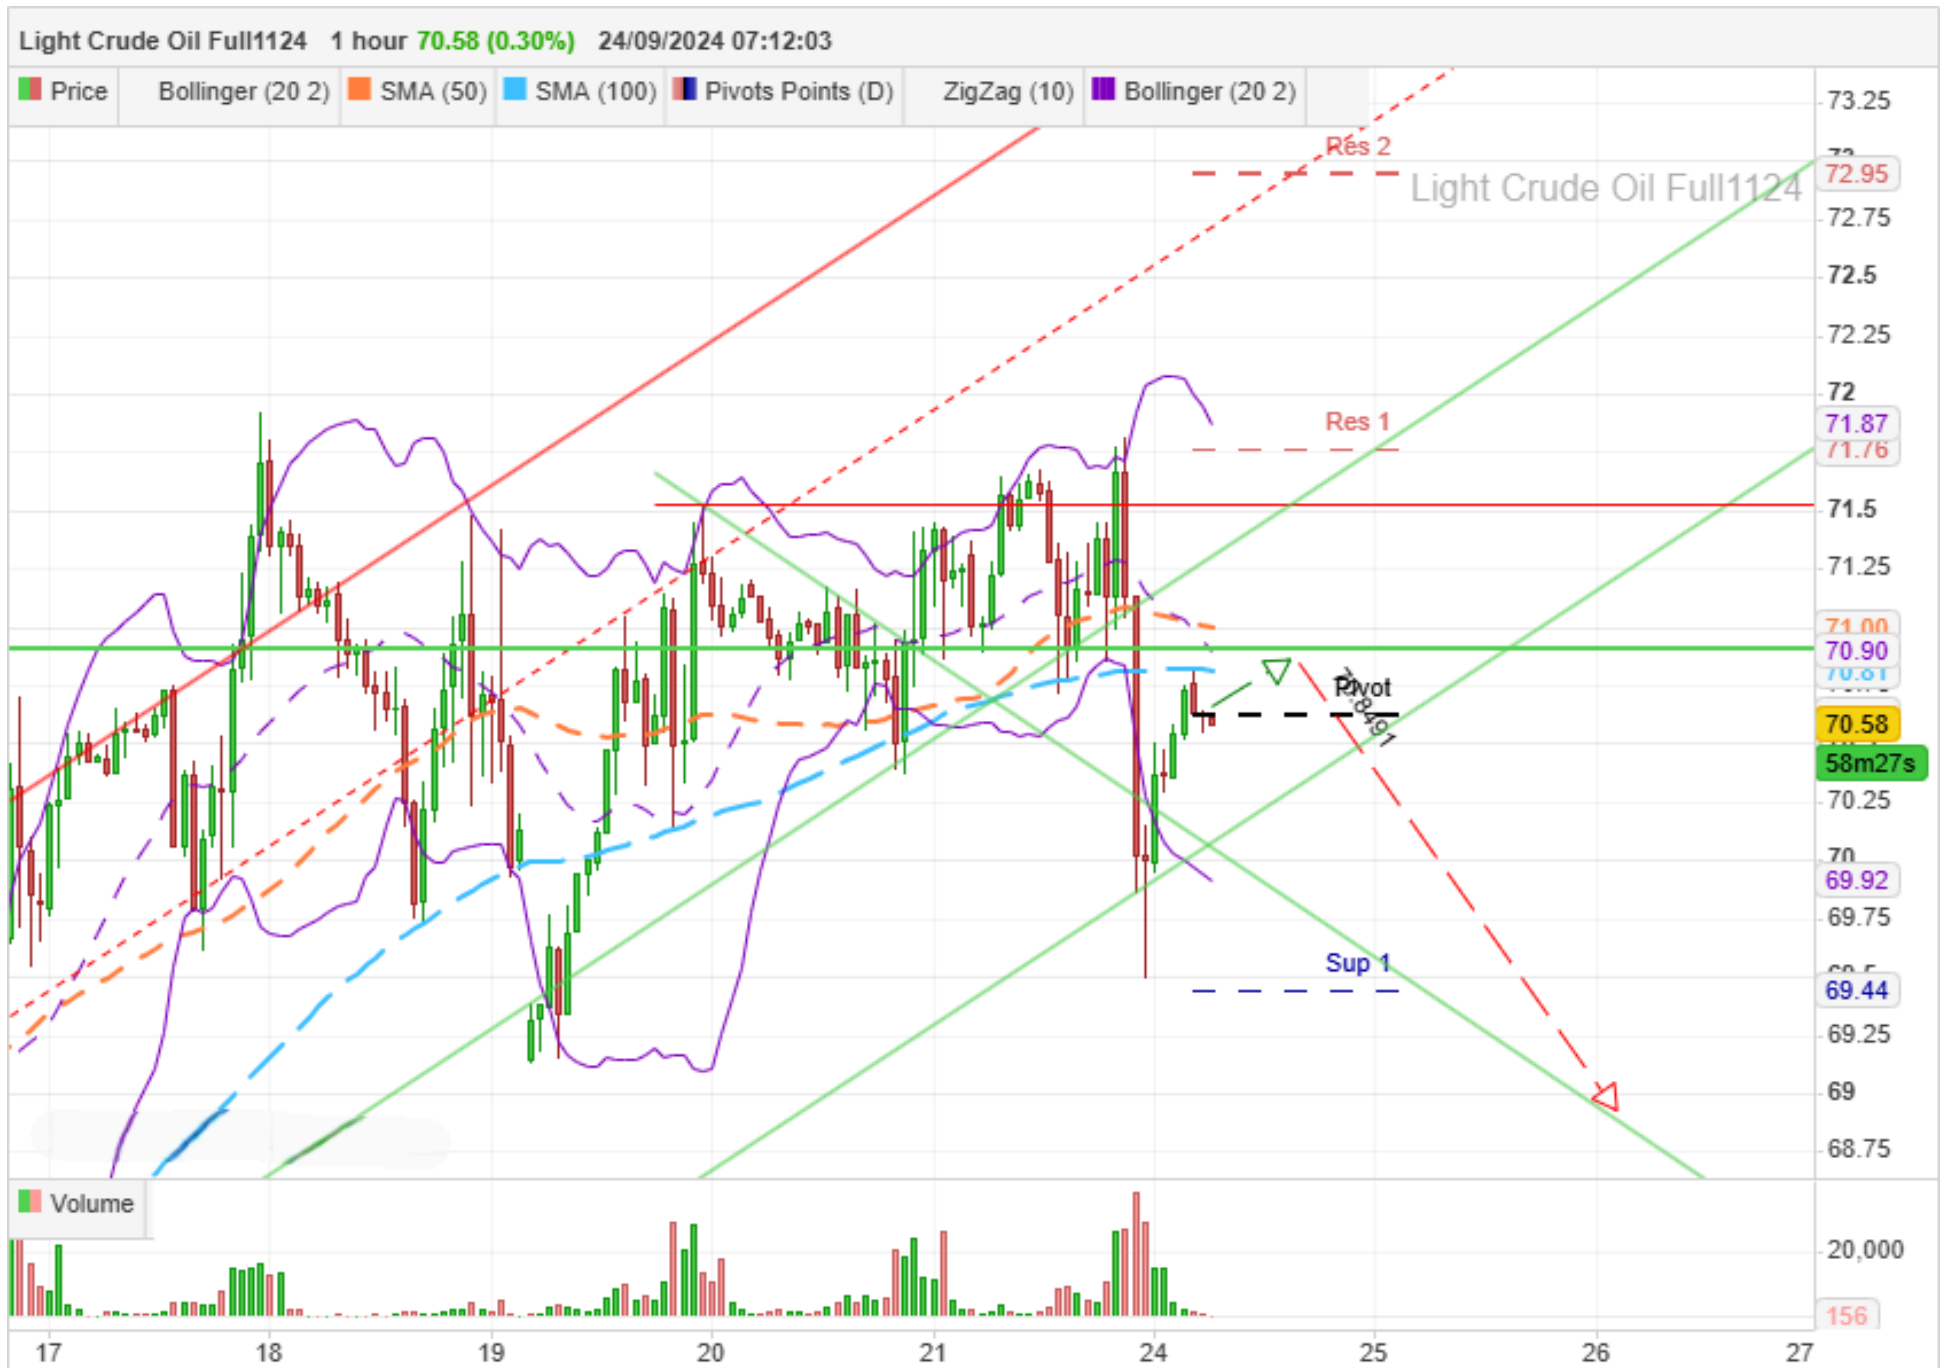 Light Crude Oil Full1124 1 hour 70.58 (0.30%) 24/09/2024 07:12:03
Price Bollinger (20 2) SMA (50) SMA (100) Pivots Points (D) ZigZag (10) Bollinger (20 2)
73.25
Res 2
72.95
Light Crude Oil Full1124
72.75
72.5
72.25
72
Res 1
71.87
71.76
71.5
71.25
71.00
70.90
70.81
Pivot
70.58
58m27s
70.25
70
69.92
69.75
Sup 1
69.5
69.44
69.25
69
68.75
Volume
20,000
156
17 18 19 20 21 24 25 26 27